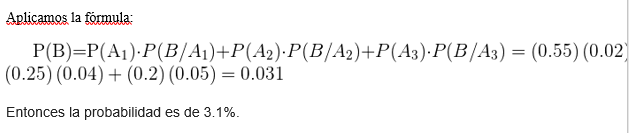 Aplicamos la fórmula:
P(B)=P(A₁)·P(B/A₁)+P(A₂)·P(B/A₂)+P(A₃)·P(B/A₃) = (0.55)(0.02)
(0.25)(0.04) + (0.2)(0.05) = 0.031
Entonces la probabilidad es de 3.1%.